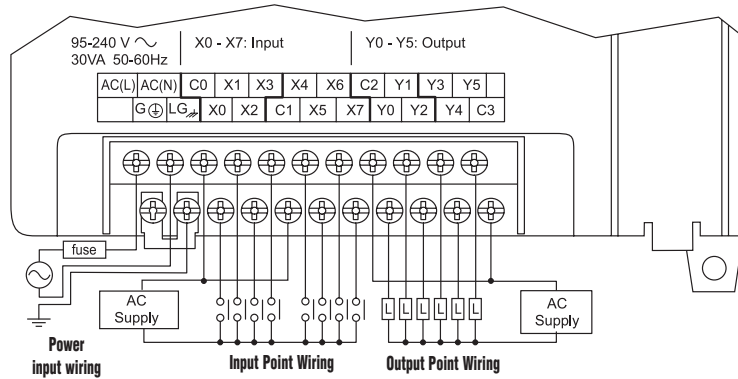 95-240 V ∿ X0 - X7: Input Y0 - Y5: Output
30VA 50-60Hz
AC(L) AC(N) C0 X1 X3 X4 X6 C2 Y1 Y3 Y5
G LG X0 X2 C1 X5 X7 Y0 Y2 Y4 C3
fuse
AC
Supply
L L L L L L
AC
Supply
Power
input wiring
Input Point Wiring
Output Point Wiring